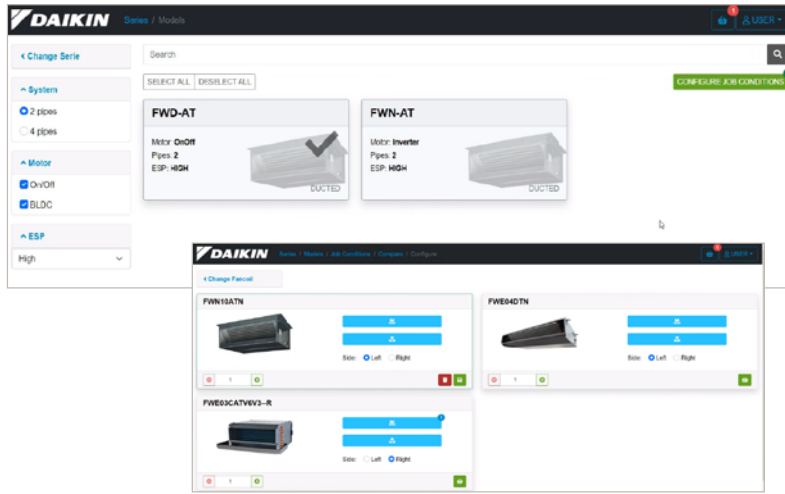 DAIKIN Series / Models 1 USER
Change Serie Search
System SELECT ALL DESELECT ALL CONFIGURE JOB CONDITIONS
2 pipes FWD-AT FWN-AT
4 pipes
Motor: OnOff Motor: Inverter
Motor Pipes: 2 Pipes: 2
On/Off ESP: HIGH ESP: HIGH
BLDC DUCTED DUCTED
ESP
High
DAIKIN Series / Models / Job Conditions / Compare / Configure USER
Change Fancoil
FWN10ATN FWE04DTN
Side: Left Right Side: Left Right
1 1
FWE03CATV6V3--R
Side: Left Right
1